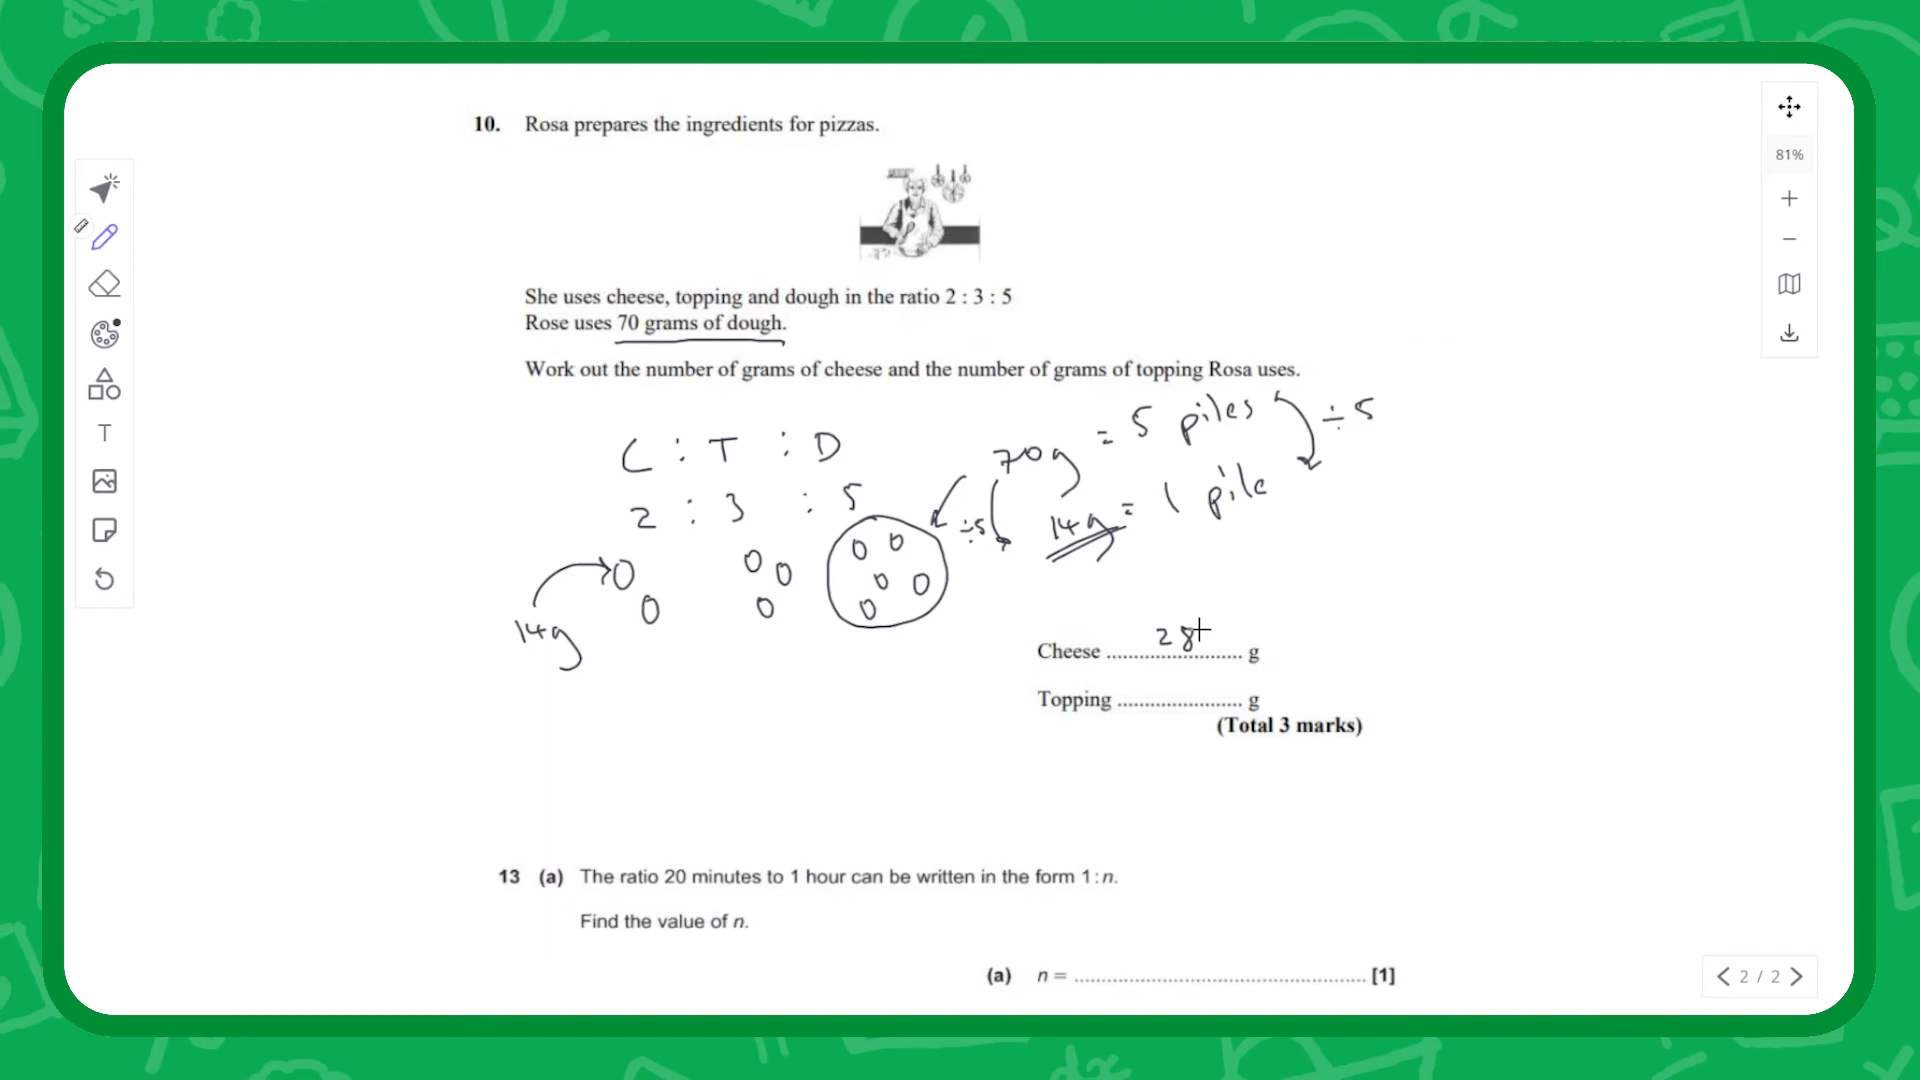 10. Rosa prepares the ingredients for pizzas.
She uses cheese, topping and dough in the ratio 2 : 3 : 5
Rose uses 70 grams of dough.
Work out the number of grams of cheese and the number of grams of topping Rosa uses.
C : T : D
2 : 3 : 5
70g = 5 piles
÷5
÷5
14g = 1 pile
14g
Cheese 28 g
Topping ........................ g
(Total 3 marks)
13 (a) The ratio 20 minutes to 1 hour can be written in the form 1 : n.
Find the value of n.
(a) n = ........................................................ [1]
81%
T
2 / 2